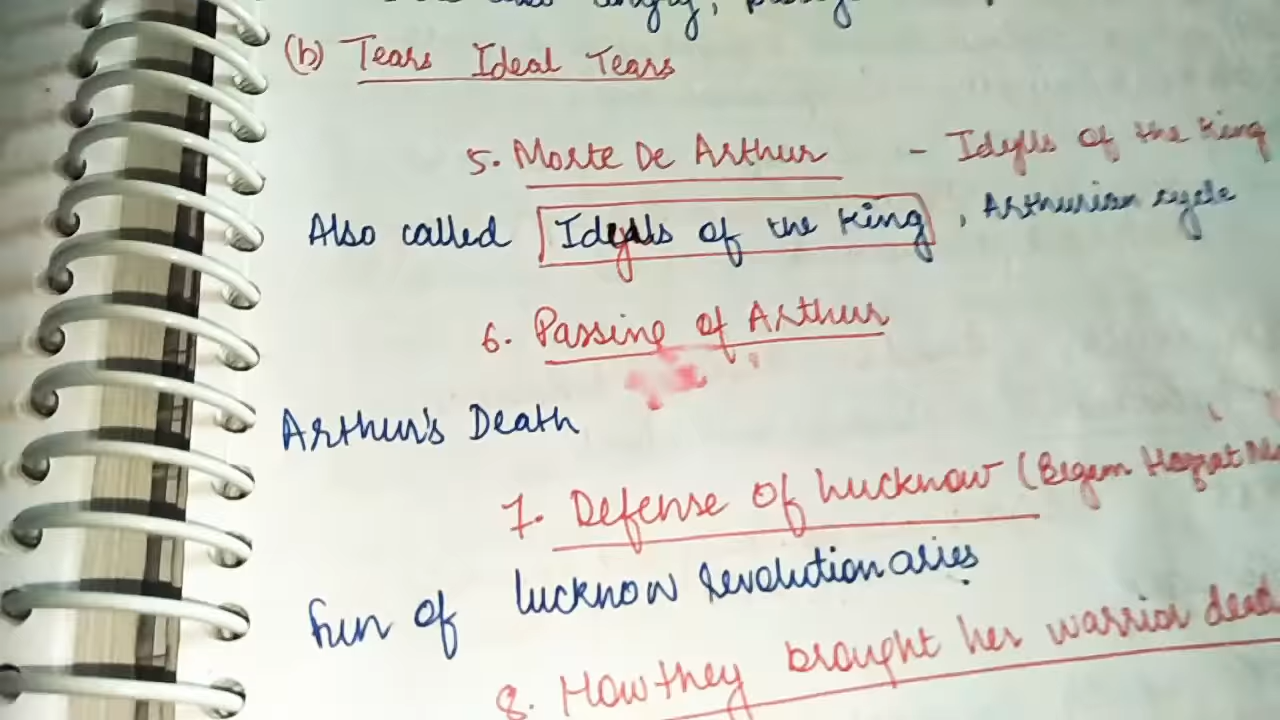 (b) Tears Ideal Tears
5. Morte De Arthur - Idylls of the King
Also called Idylls of the King, Arthurian cycle
6. Passing of Arthur
Arthur's Death
7. Defense of Lucknow (Begam Hazrat
Fun of Lucknow revolutionaries
8. How they brought her warrior dead